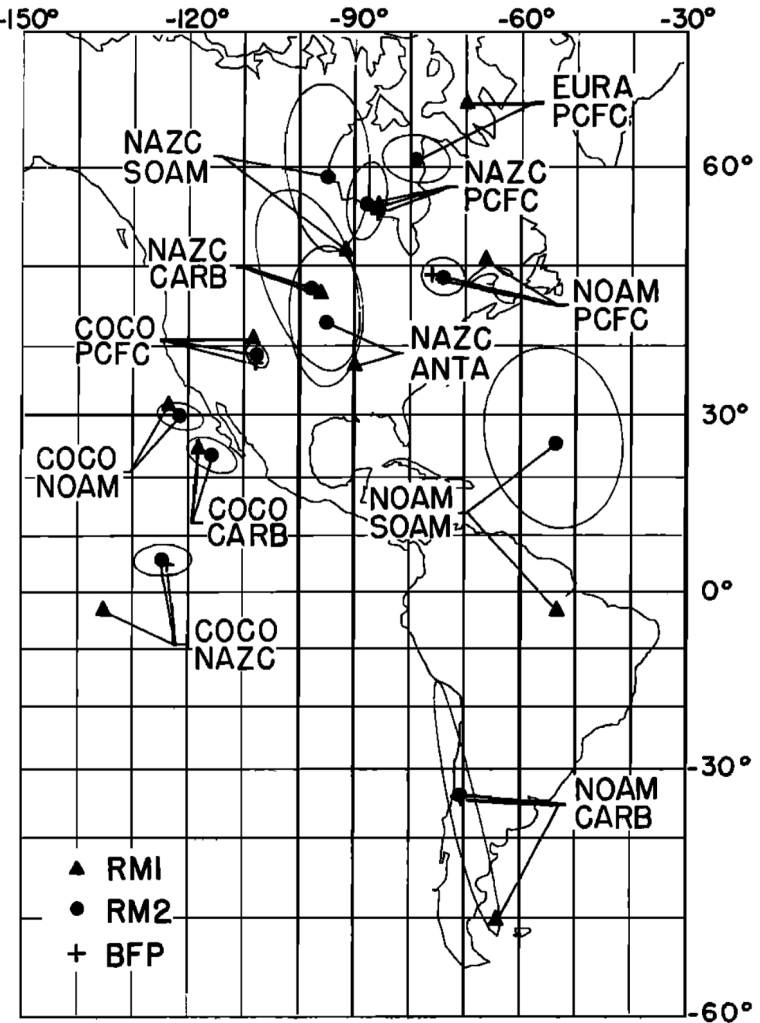 -150° -120° -90° -60° -30°
EURA
PCFC
NAZC
SOAM
60°
NAZC
PCFC
NAZC
CARB
NOAM
PCFC
COCO
PCFC
NAZC
ANTA
30°
COCO
NOAM
NOAM
SOAM
COCO
CARB
0°
COCO
NAZC
-30°
NOAM
CARB
RM1
RM2
BFP
-60°